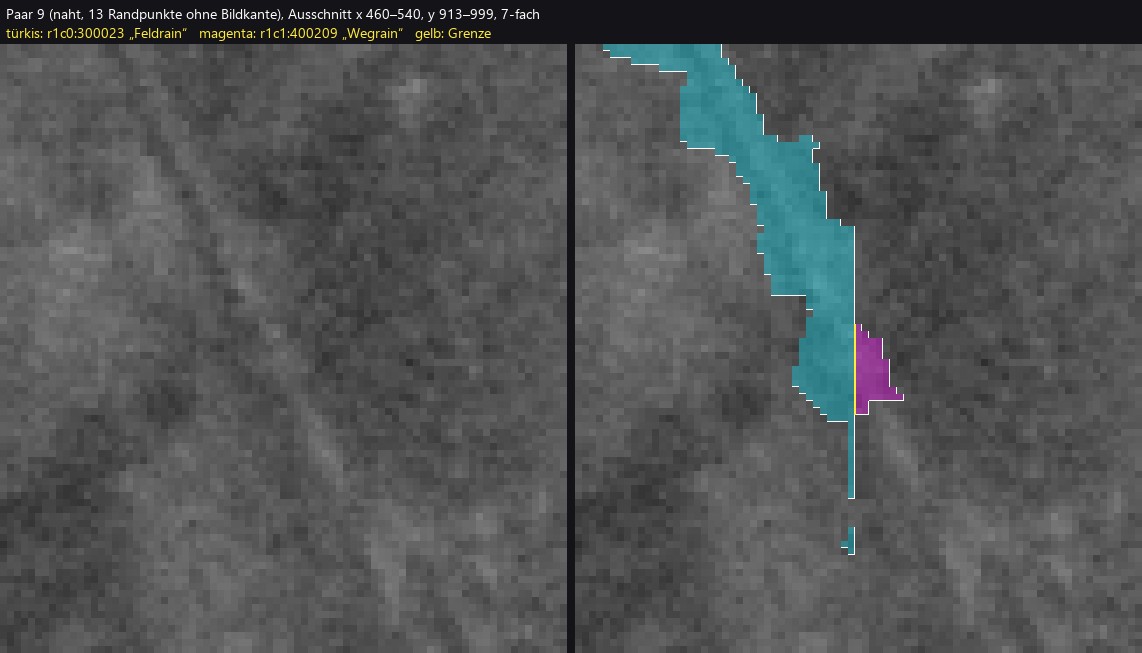 Paar 9 (naht, 13 Randpunkte ohne Bildkante), Ausschnitt x 460–540, y 913–999, 7-fach
türkis: r1c0:300023 „Feldrain“ magenta: r1c1:400209 „Wegrain“ gelb: Grenze